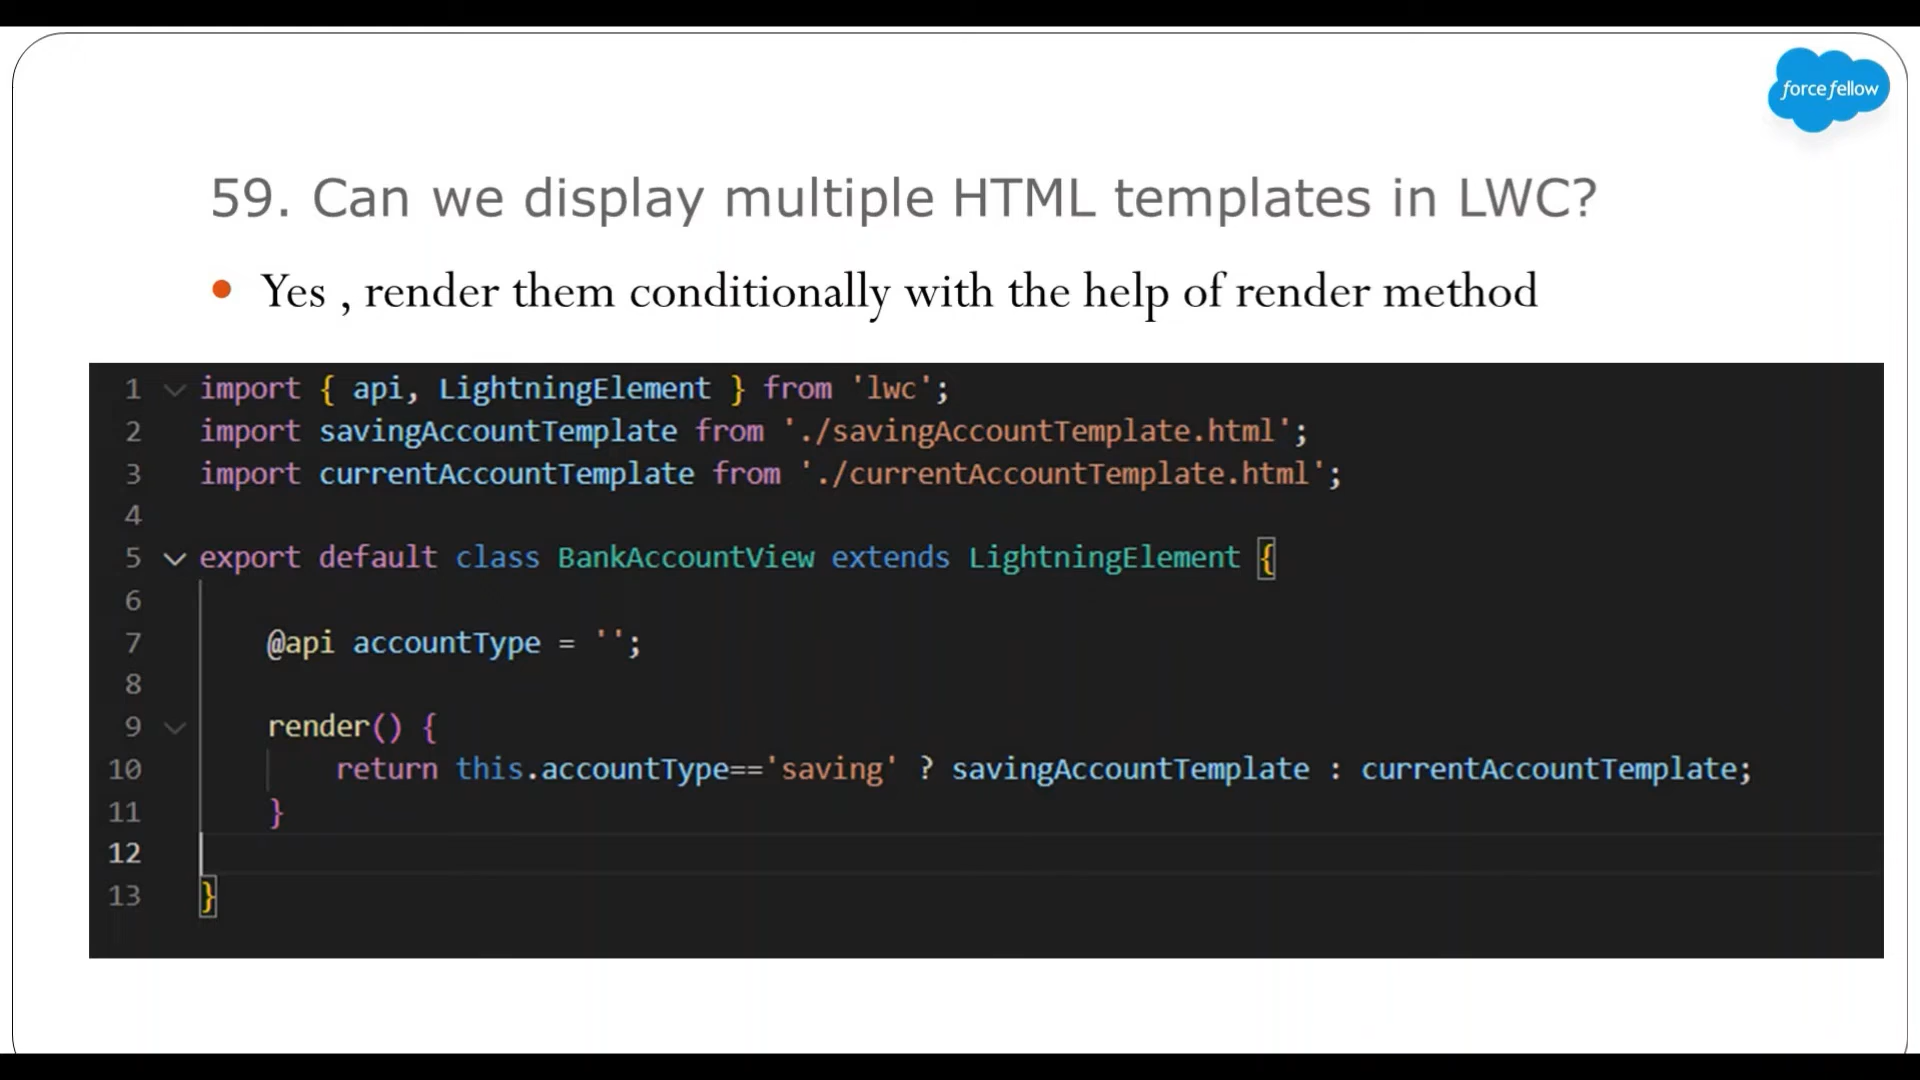 force fellow
59. Can we display multiple HTML templates in LWC?
• Yes , render them conditionally with the help of render method
1 import { api, LightningElement } from 'lwc';
2 import savingAccountTemplate from './savingAccountTemplate.html';
3 import currentAccountTemplate from './currentAccountTemplate.html';
4
5 export default class BankAccountView extends LightningElement {
6
7 @api accountType = '';
8
9 render() {
10 return this.accountType=='saving' ? savingAccountTemplate : currentAccountTemplate;
11 }
12
13 }